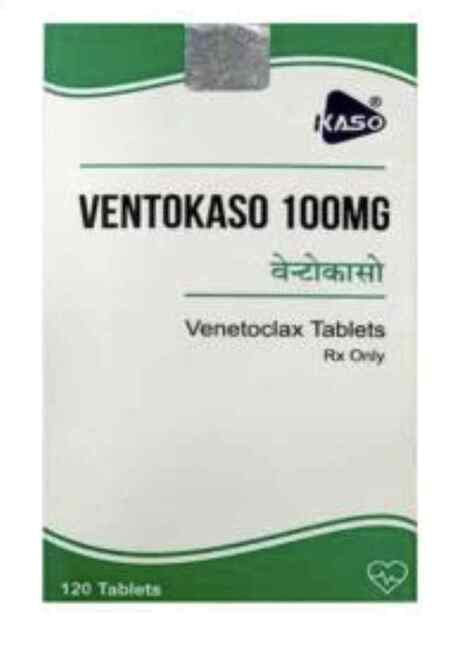 KASO®
VENTOKASO 100MG
वेन्टोकासो
Venetoclax Tablets
Rx Only
120 Tablets